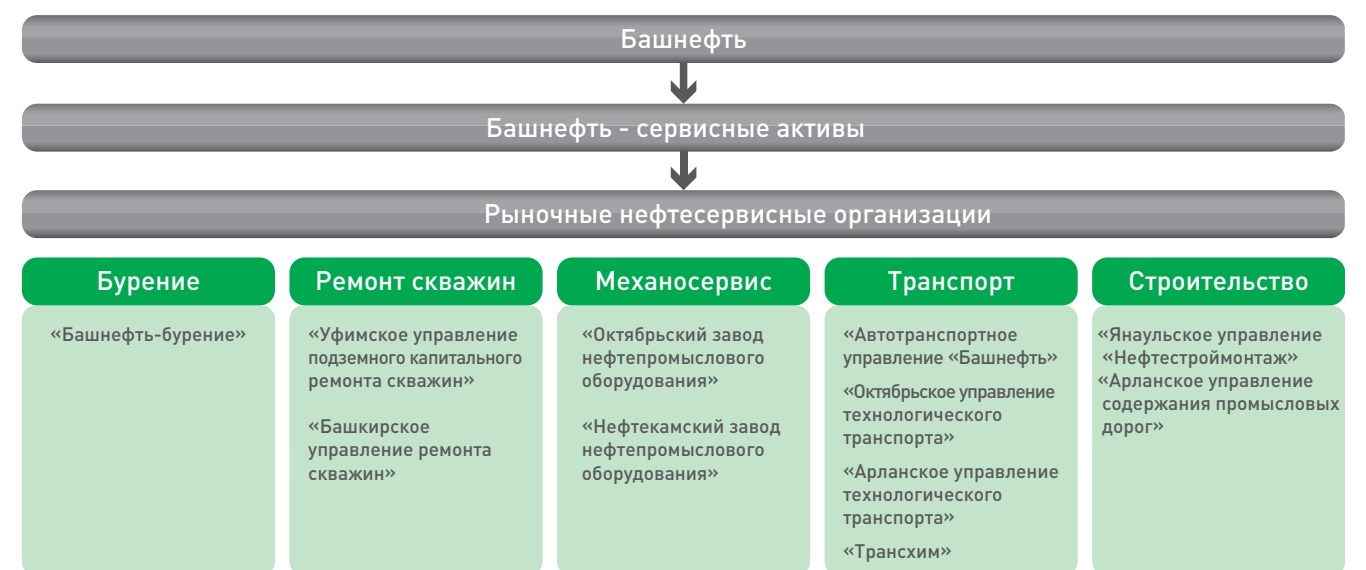 Башнефть
Башнефть - сервисные активы
Рыночные нефтесервисные организации
Бурение
«Башнефть-бурение»
Ремонт скважин
«Уфимское управление
подземного капитального
ремонта скважин»
«Башкирское
управление ремонта
скважин»
Механосервис
«Октябрьский завод
нефтепромыслового
оборудования»
«Нефтекамский завод
нефтепромыслового
оборудования»
Транспорт
«Автотранспортное
управление «Башнефть»
«Октябрьское управление
технологического
транспорта»
«Арланское управление
технологического
транспорта»
«Трансхим»
Строительство
«Янаульское управление
«Нефтестроймонтаж»
«Арланское управление
содержания промысловых
дорог»